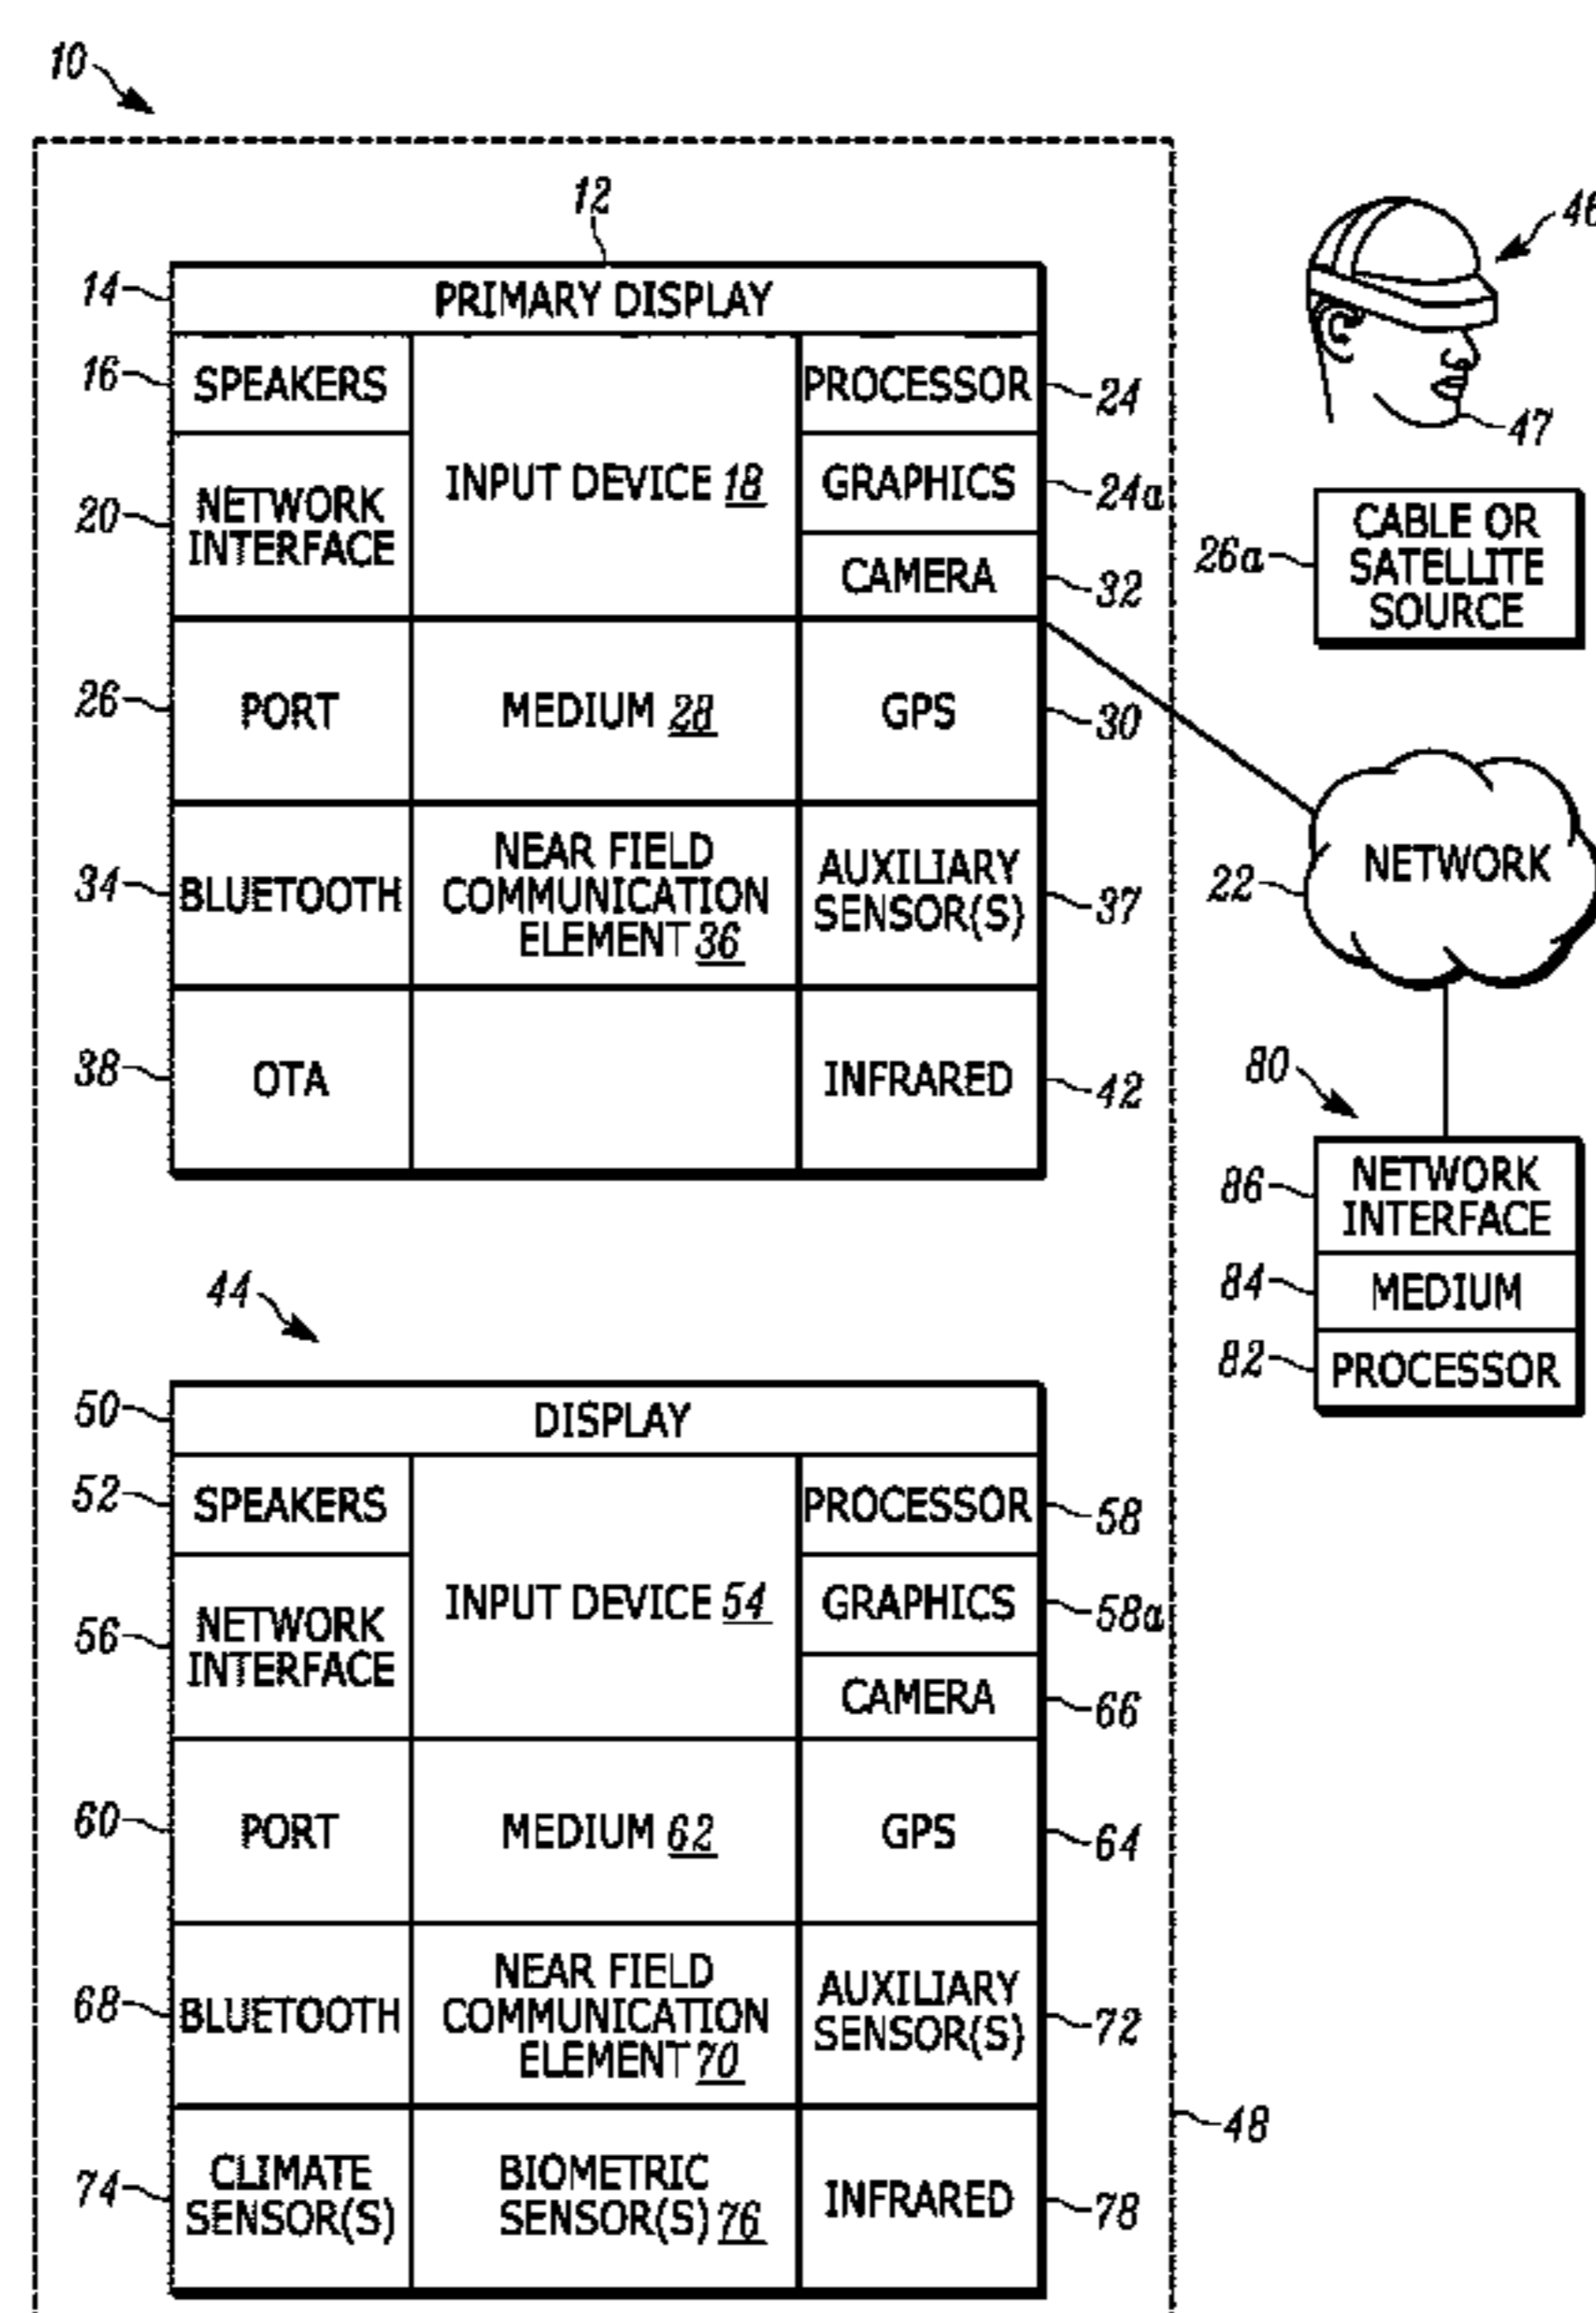 10
12
14
PRIMARY DISPLAY
16
SPEAKERS
INPUT DEVICE 18
PROCESSOR
24
20
NETWORK
INTERFACE
GRAPHICS
24a
CAMERA
32
26
PORT
MEDIUM 28
GPS
30
34
BLUETOOTH
NEAR FIELD
COMMUNICATION
ELEMENT 36
AUXILIARY
SENSOR(S)
37
38
OTA
INFRARED
42
46
47
26a
CABLE OR
SATELLITE
SOURCE
22
NETWORK
80
86
NETWORK
INTERFACE
84
MEDIUM
82
PROCESSOR
44
50
DISPLAY
52
SPEAKERS
INPUT DEVICE 54
PROCESSOR
58
56
NETWORK
INTERFACE
GRAPHICS
58a
CAMERA
66
60
PORT
MEDIUM 62
GPS
64
68
BLUETOOTH
NEAR FIELD
COMMUNICATION
ELEMENT 70
AUXILIARY
SENSOR(S)
72
74
CLIMATE
SENSOR(S)
BIOMETRIC
SENSOR(S) 76
INFRARED
78
48